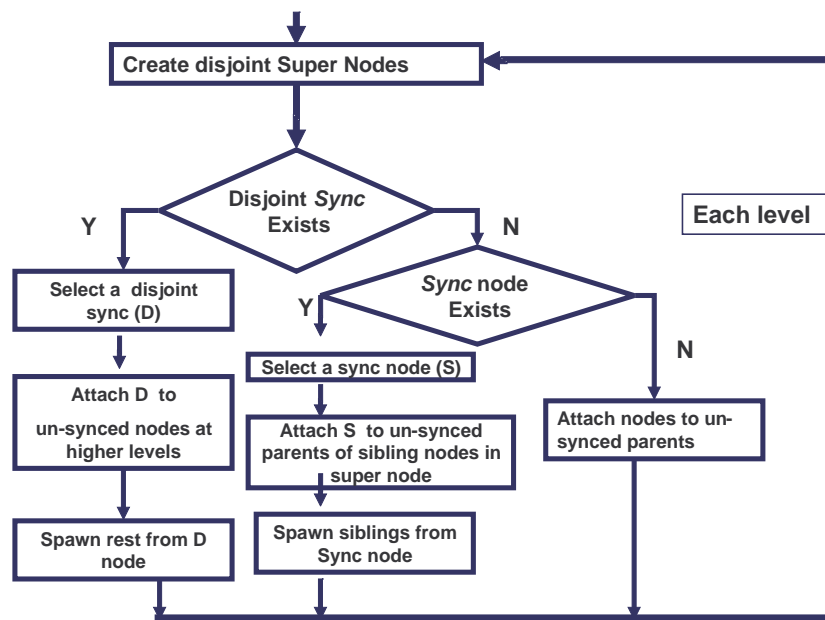 Create disjoint Super Nodes
Disjoint Sync
Exists
Y
N
Each level
Select a disjoint
sync (D)
Sync node
Exists
Y
N
Select a sync node (S)
Attach D to
un-synced nodes at
higher levels
Attach S to un-synced
parents of sibling nodes in
super node
Attach nodes to un-
synced parents
Spawn rest from D
node
Spawn siblings from
Sync node